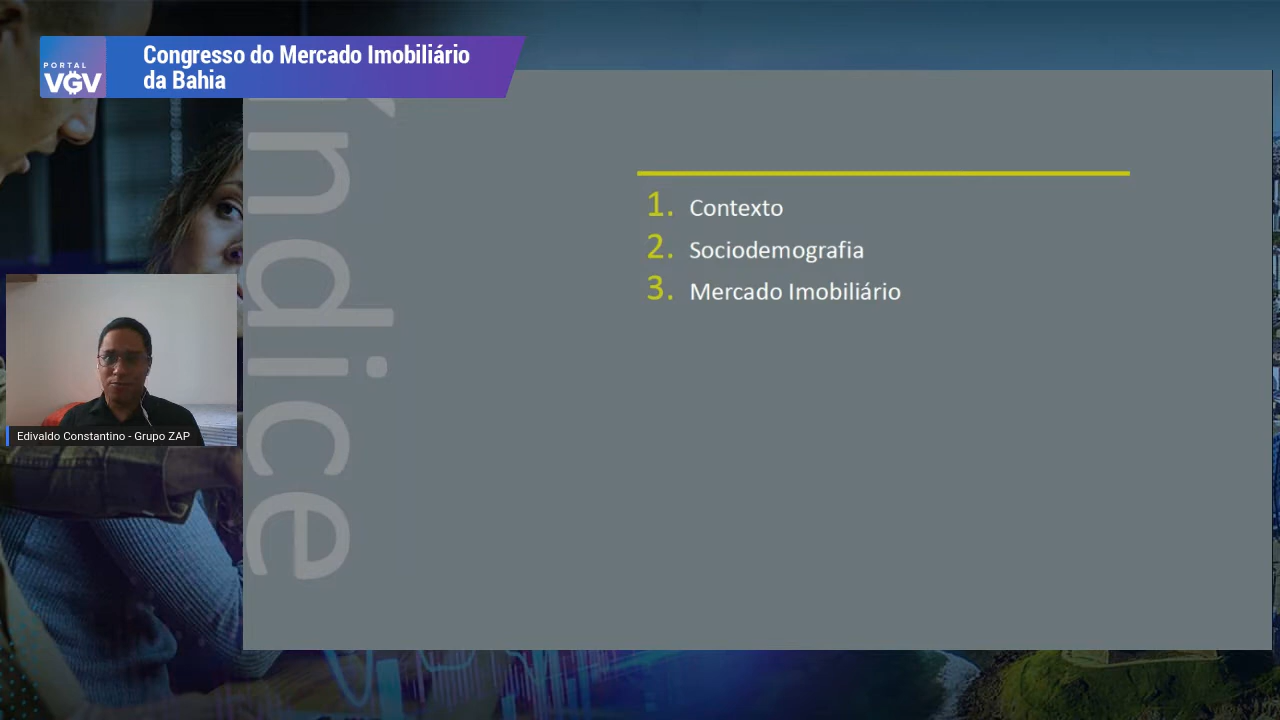 PORTAL
VGV
Congresso do Mercado Imobiliário
da Bahia
Índice
1. Contexto
2. Sociodemografia
3. Mercado Imobiliário
Edivaldo Constantino - Grupo ZAP